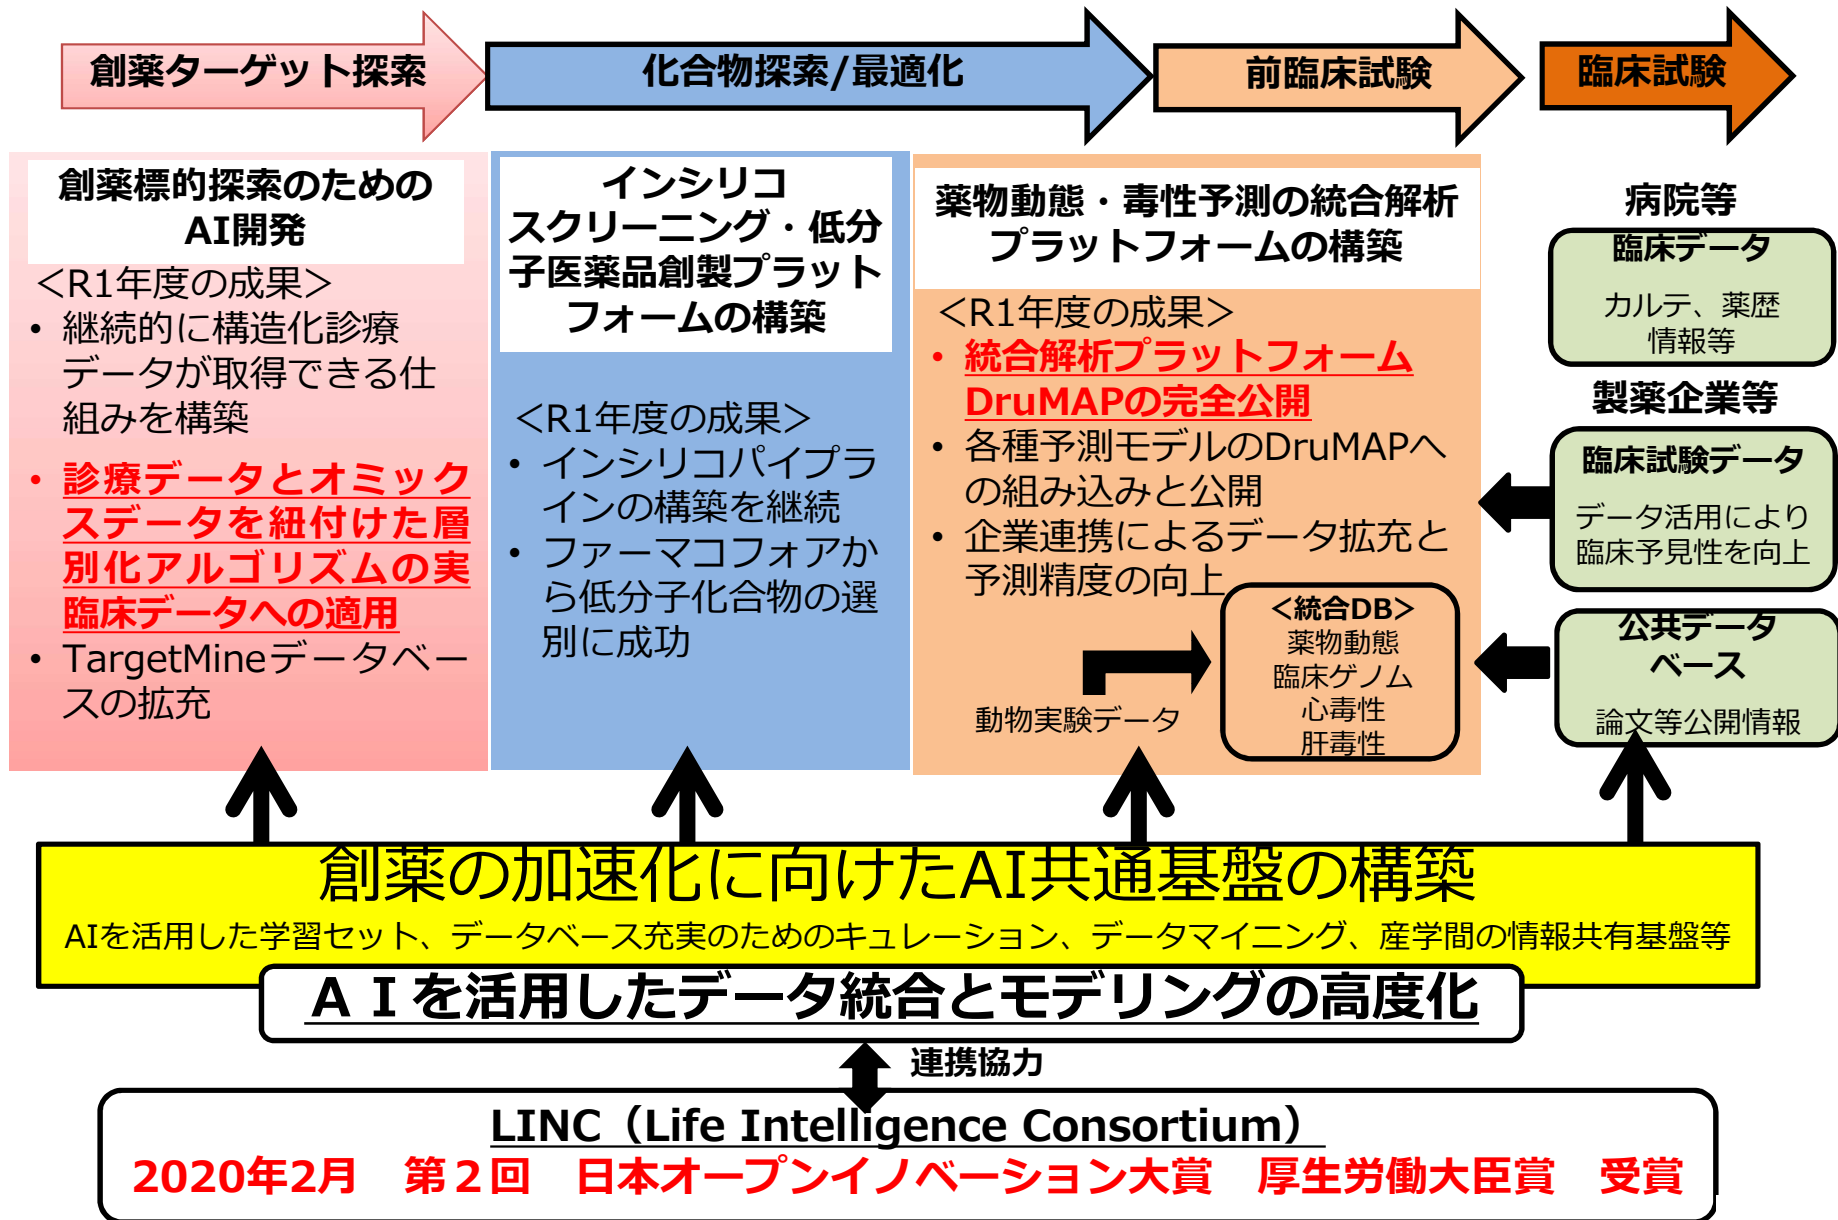 創薬ターゲット探索
化合物探索/最適化
前臨床試験
臨床試験
創薬標的探索のための
AI開発
＜R1年度の成果＞
• 継続的に構造化診療
データが取得できる仕
組みを構築
• 診療データとオミック
スデータを紐付けた層
別化アルゴリズムの実
臨床データへの適用
• TargetMineデータベー
スの拡充
インシリコ
スクリーニング・低分
子医薬品創製プラット
フォームの構築
＜R1年度の成果＞
• インシリコパイプラ
インの構築を継続
• ファーマコフォアか
ら低分子化合物の選
別に成功
薬物動態・毒性予測の統合解析
プラットフォームの構築
＜R1年度の成果＞
• 統合解析プラットフォーム
DruMAPの完全公開
• 各種予測モデルのDruMAPへ
の組み込みと公開
• 企業連携によるデータ拡充と
予測精度の向上
動物実験データ
＜統合DB＞
薬物動態
臨床ゲノム
心毒性
肝毒性
病院等
臨床データ
カルテ、薬歴
情報等
製薬企業等
臨床試験データ
データ活用により
臨床予見性を向上
公共データ
ベース
論文等公開情報
創薬の加速化に向けたAI共通基盤の構築
AIを活用した学習セット、データベース充実のためのキュレーション、データマイニング、産学間の情報共有基盤等
ＡＩを活用したデータ統合とモデリングの高度化
連携協力
LINC（Life Intelligence Consortium）
2020年2月　第２回　日本オープンイノベーション大賞　厚生労働大臣賞　受賞